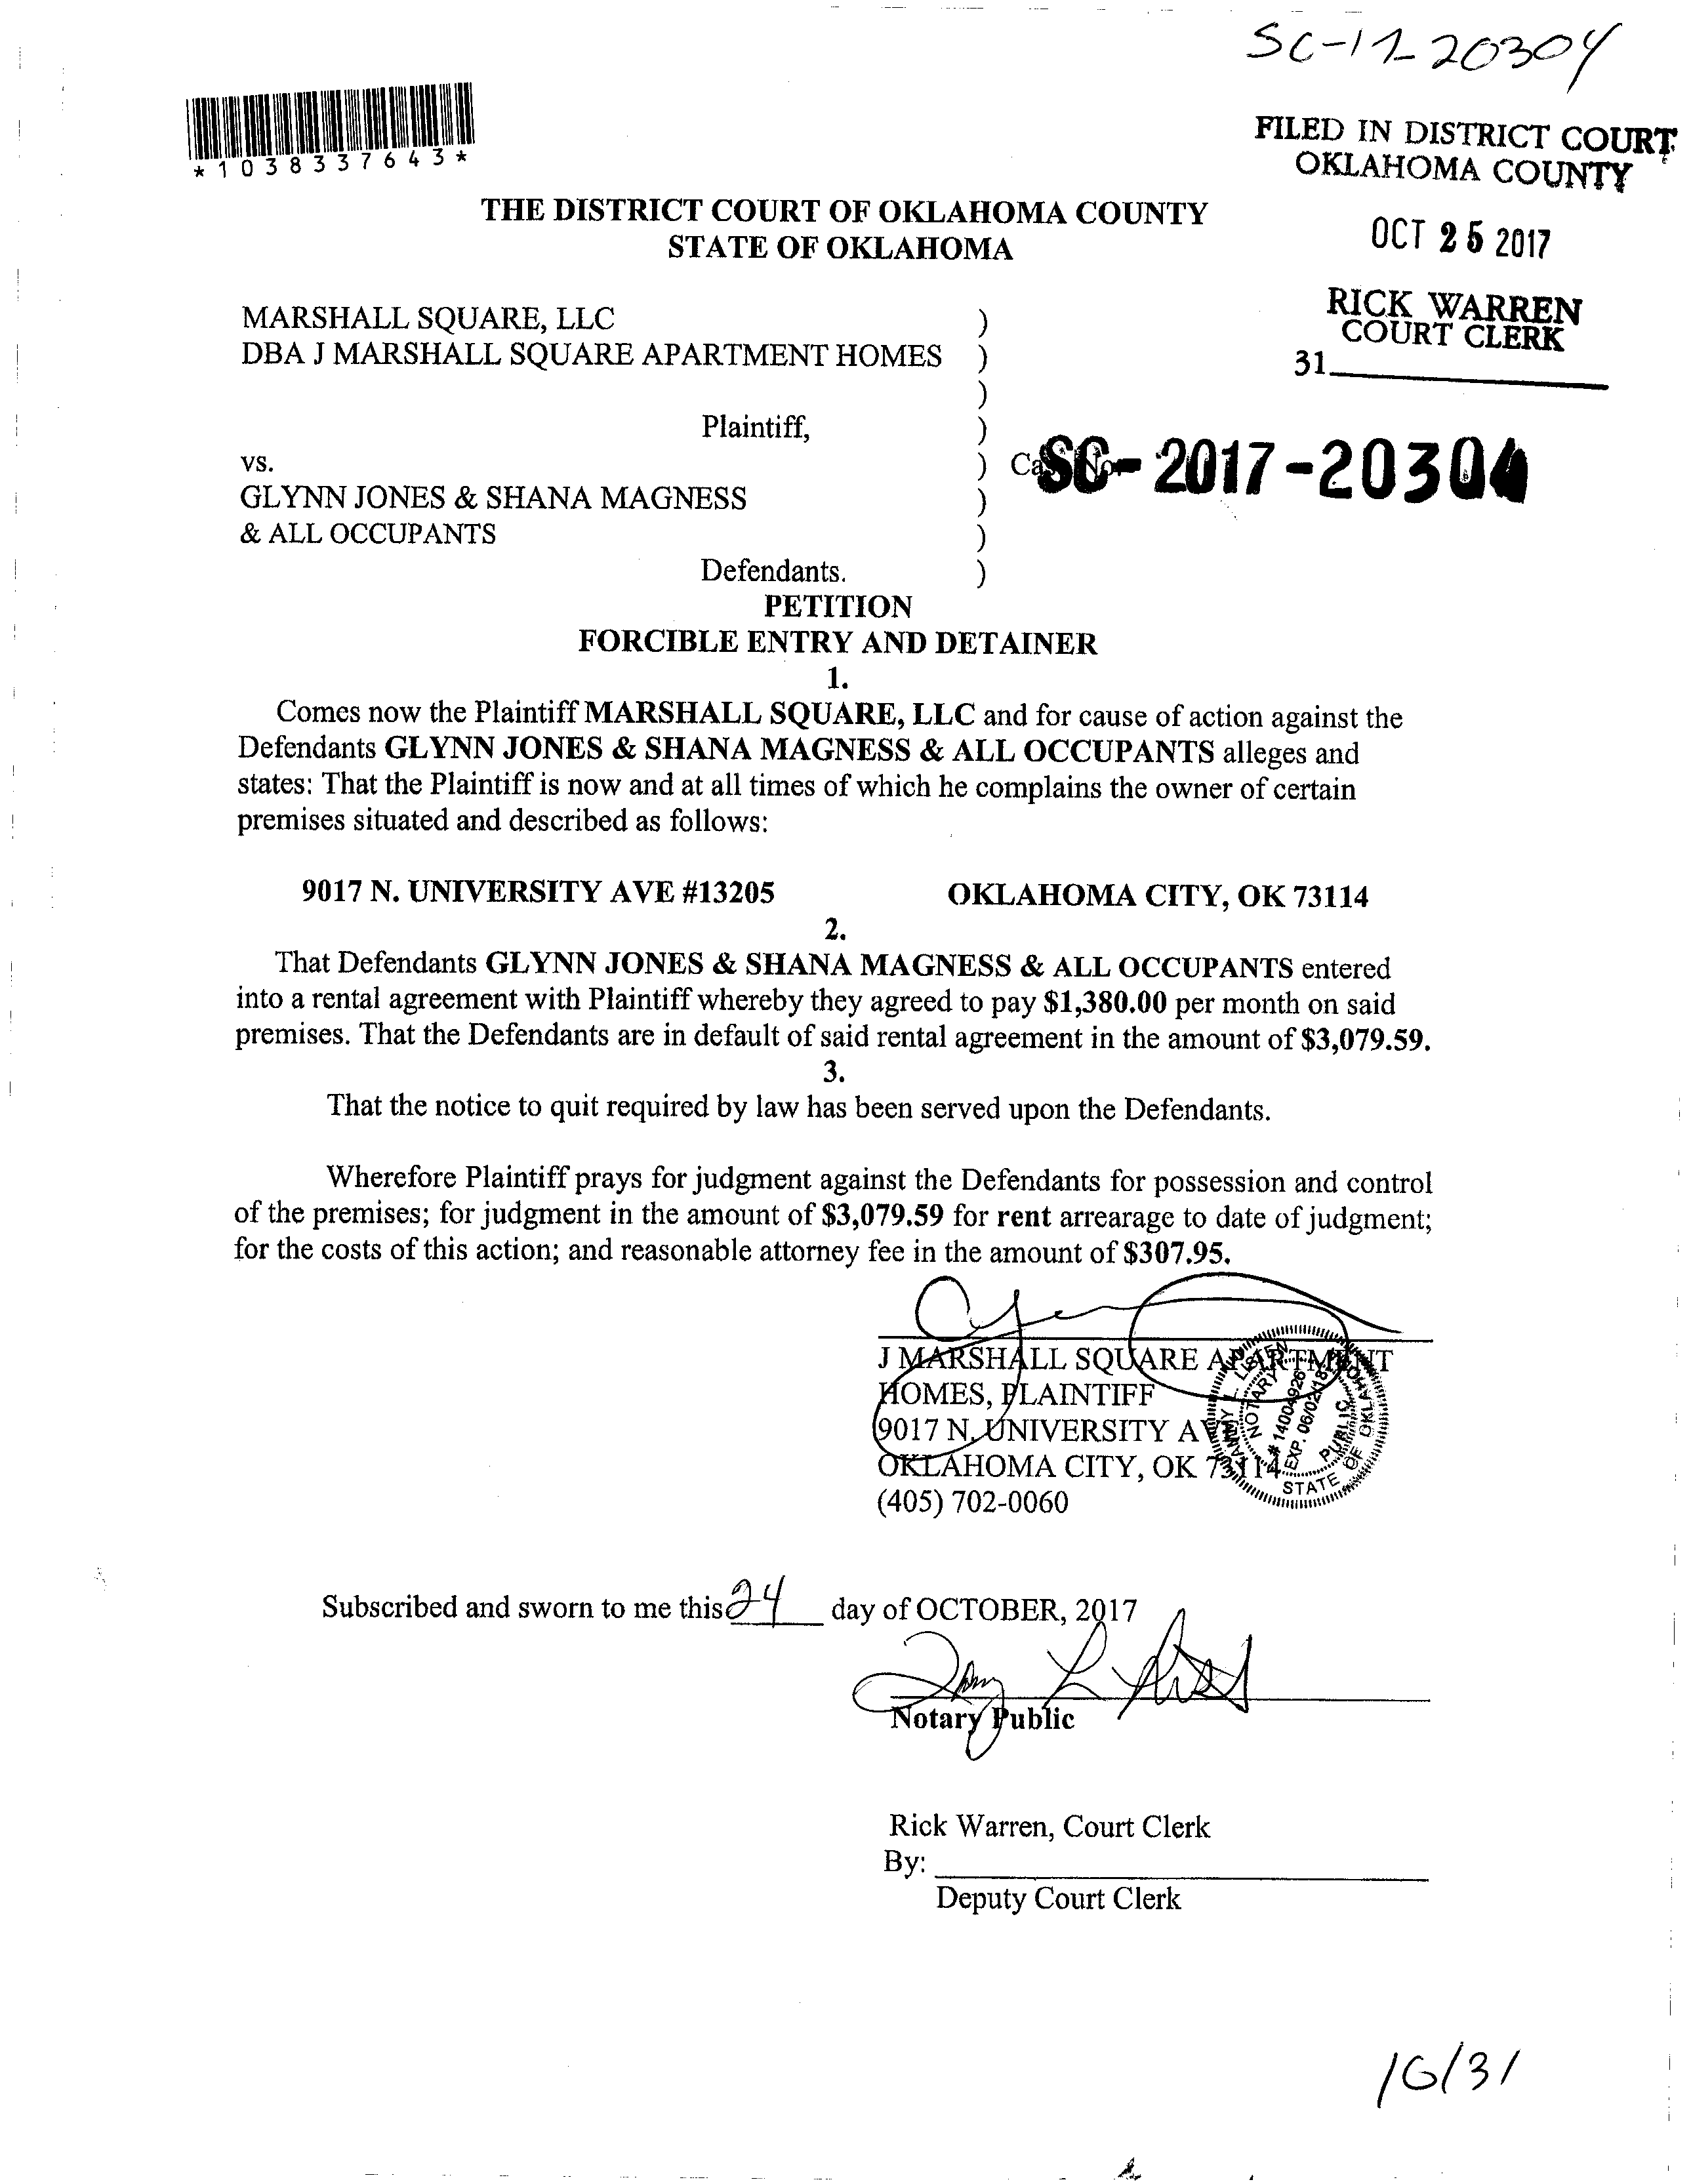 SC-17-20304
*1038337643*
FILED IN DISTRICT COURT
OKLAHOMA COUNTY
THE DISTRICT COURT OF OKLAHOMA COUNTY
STATE OF OKLAHOMA
OCT 25 2017
RICK WARREN
COURT CLERK
31
MARSHALL SQUARE, LLC )
DBA J MARSHALL SQUARE APARTMENT HOMES )
)
Plaintiff, )
vs. ) SC-2017-20304
GLYNN JONES & SHANA MAGNESS )
& ALL OCCUPANTS )
Defendants. )
PETITION
FORCIBLE ENTRY AND DETAINER
1.
Comes now the Plaintiff MARSHALL SQUARE, LLC and for cause of action against the
Defendants GLYNN JONES & SHANA MAGNESS & ALL OCCUPANTS alleges and
states: That the Plaintiff is now and at all times of which he complains the owner of certain
premises situated and described as follows:
9017 N. UNIVERSITY AVE #13205 OKLAHOMA CITY, OK 73114
2.
That Defendants GLYNN JONES & SHANA MAGNESS & ALL OCCUPANTS entered
into a rental agreement with Plaintiff whereby they agreed to pay $1,380.00 per month on said
premises. That the Defendants are in default of said rental agreement in the amount of $3,079.59.
3.
That the notice to quit required by law has been served upon the Defendants.
Wherefore Plaintiff prays for judgment against the Defendants for possession and control
of the premises; for judgment in the amount of $3,079.59 for rent arrearage to date of judgment;
for the costs of this action; and reasonable attorney fee in the amount of $307.95.
J MARSHALL SQUARE APARTMENT
HOMES, PLAINTIFF
9017 N. UNIVERSITY AVE
OKLAHOMA CITY, OK 73114
(405) 702-0060
NOTARY PUBLIC
STATE OF OKLAHOMA
# 14004926
EXP. 06/02/18
Subscribed and sworn to me this 24 day of OCTOBER, 2017
Notary Public
Rick Warren, Court Clerk
By:
Deputy Court Clerk
10/31